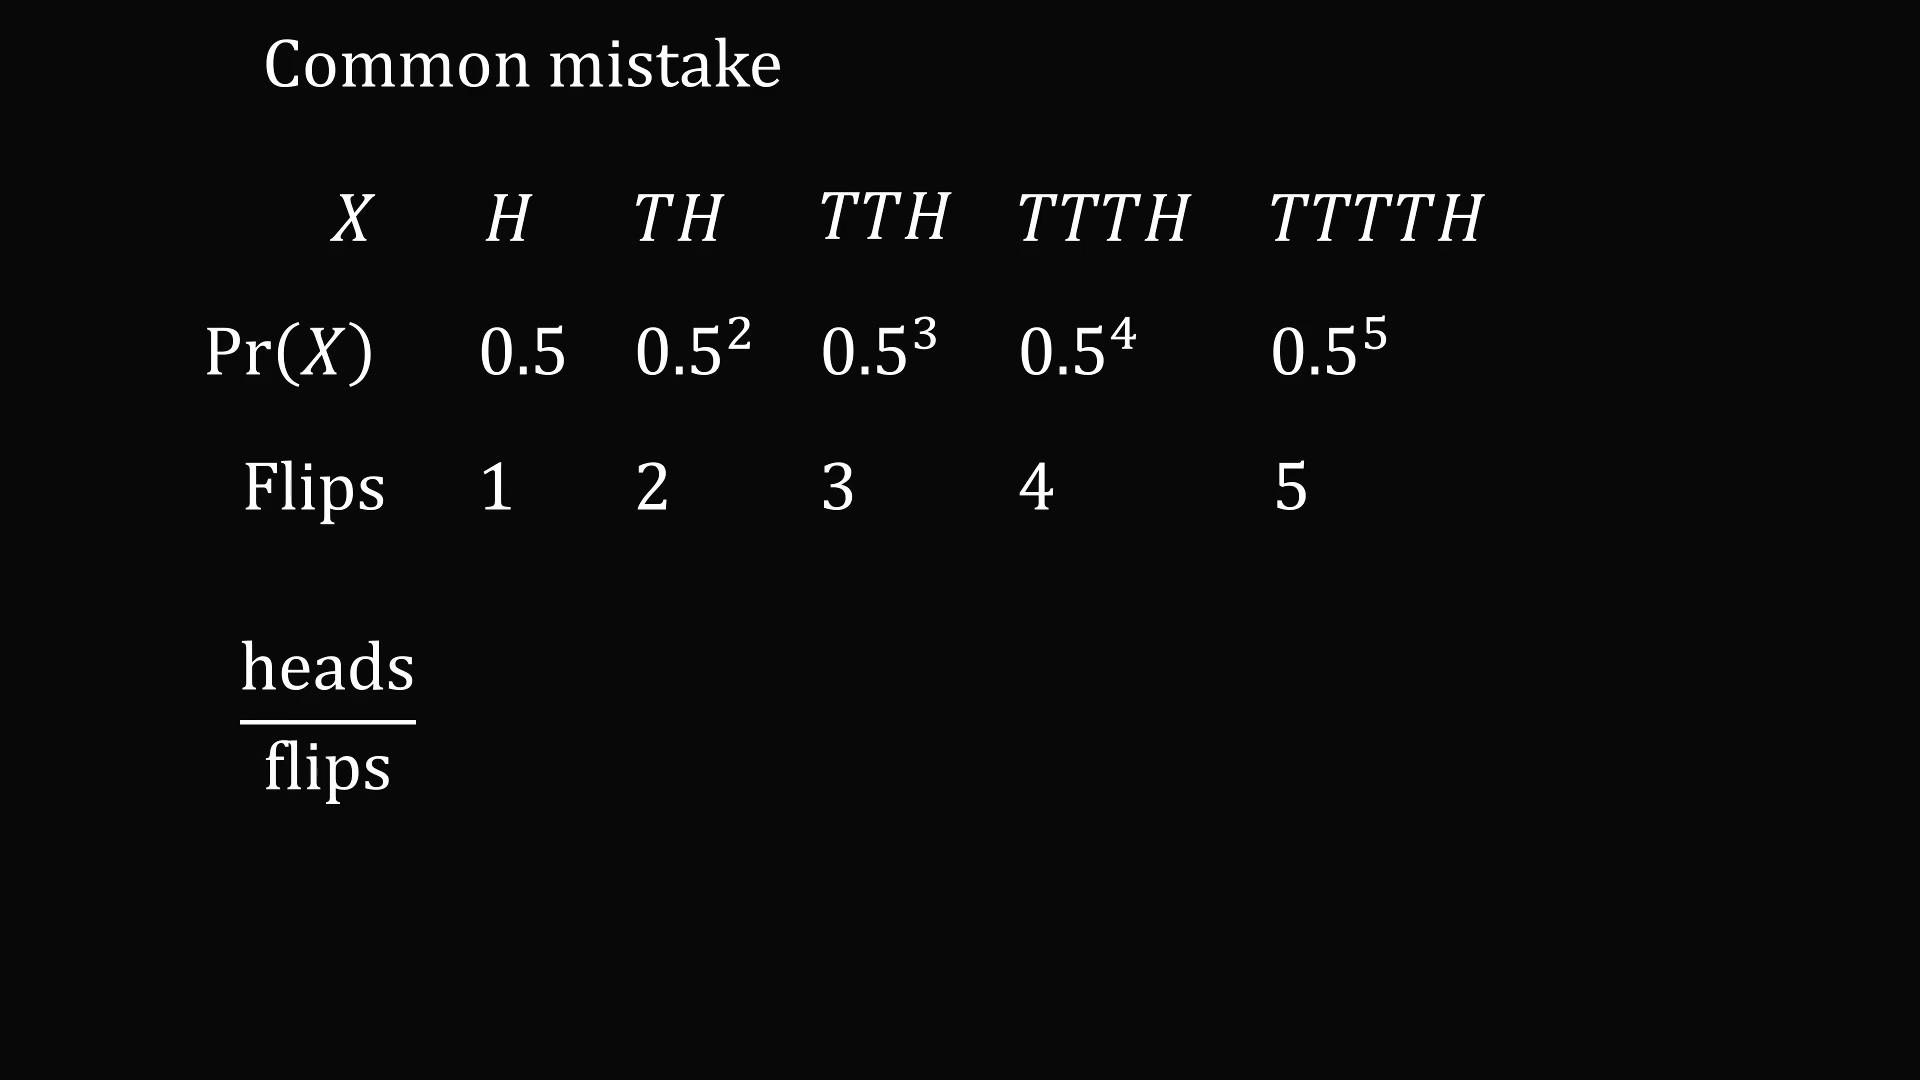 Common mistake
X H TH TTH TTTH TTTTH
Pr(X) 0.5 0.5² 0.5³ 0.5⁴ 0.5⁵
Flips 1 2 3 4 5
heads
flips